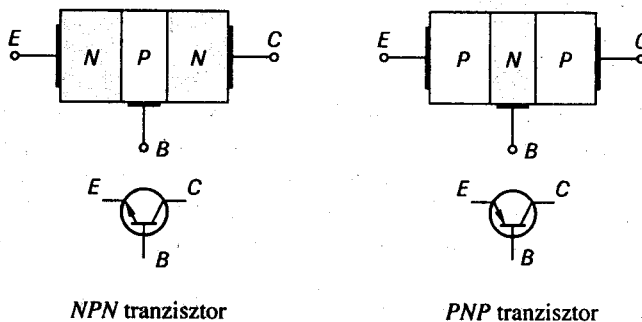 E N P N C
B
E C
B
NPN tranzisztor
E P N P C
B
E C
B
PNP tranzisztor